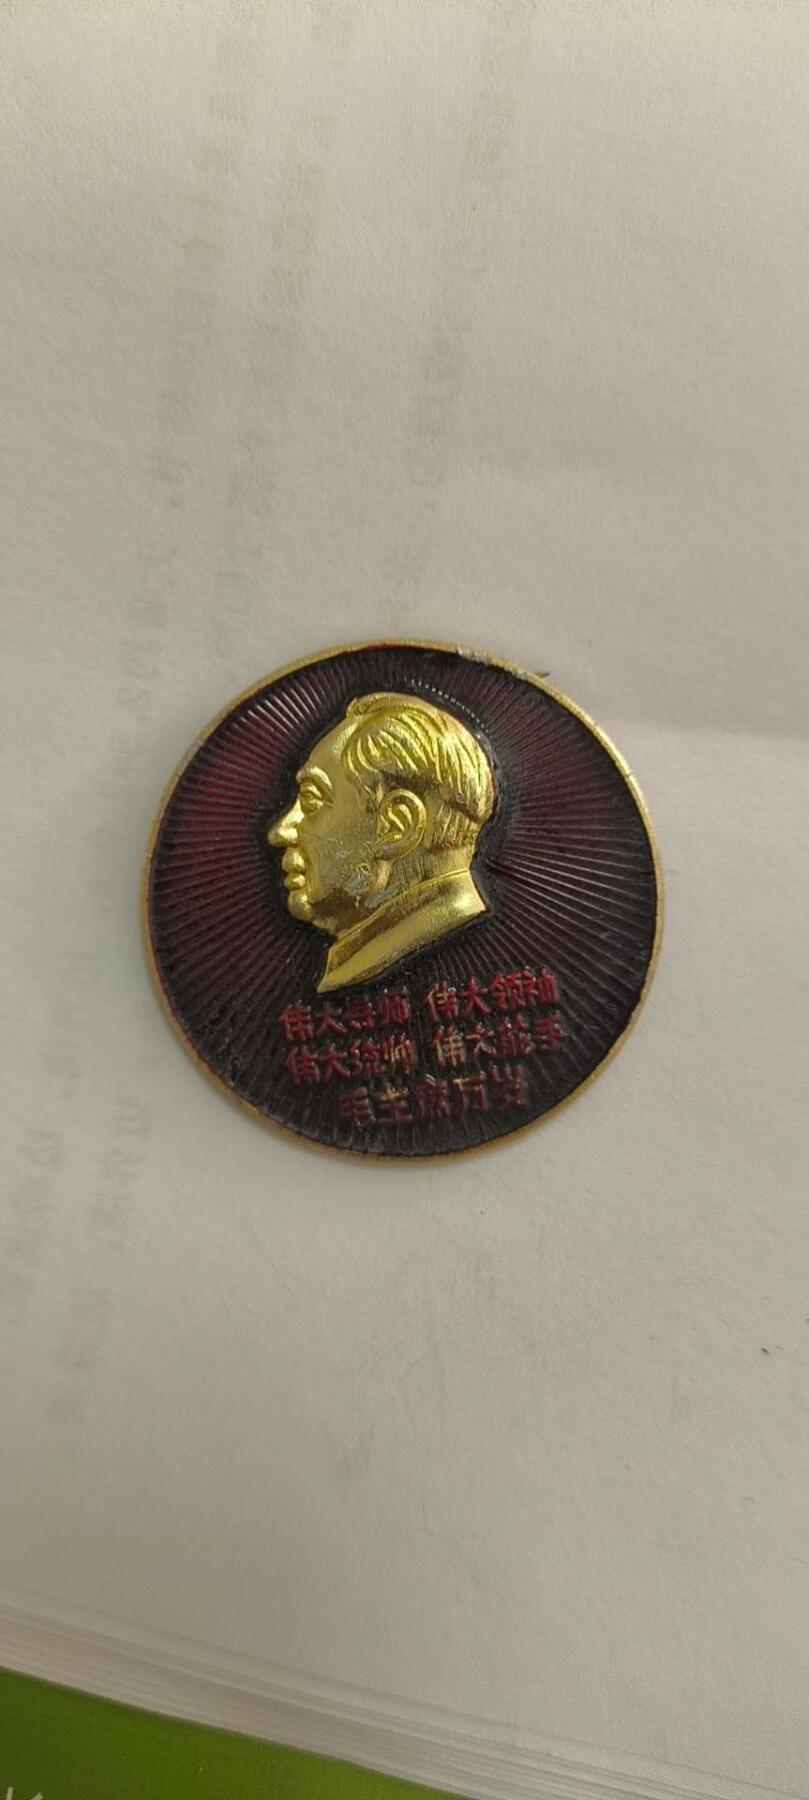 伟大导师 伟大领袖
伟大统帅 伟大舵手
毛主席万岁